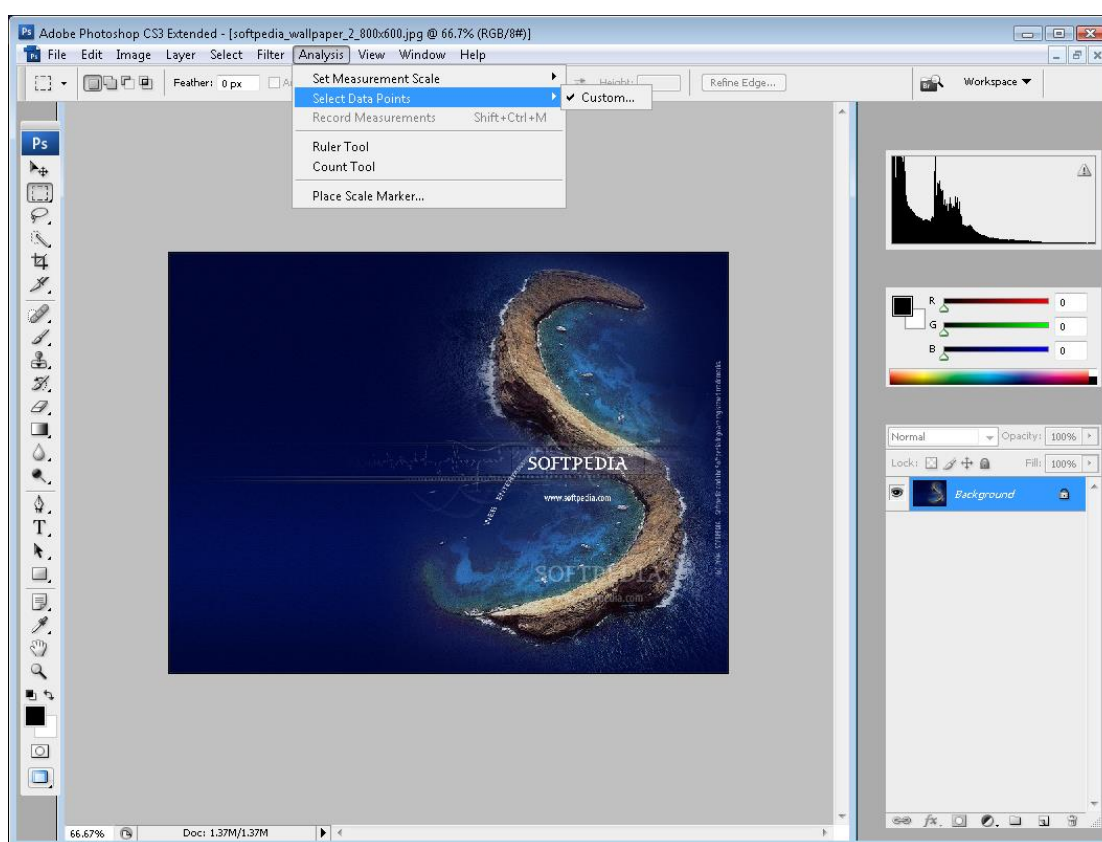 Adobe Photoshop CS3 Extended - [softpedia_wallpaper_2_800x600.jpg @ 66.7% (RGB/8#)]
File Edit Image Layer Select Filter Analysis View Window Help
Feather: 0 px Height: Refine Edge... Workspace
Set Measurement Scale
Select Data Points
Custom...
Record Measurements Shift+Ctrl+M
Ruler Tool
Count Tool
Place Scale Marker...
Ps
R 0
G 0
B 0
Normal Opacity: 100%
Lock: Fill: 100%
Background
SOFTPEDIA
www.softpedia.com
SOFTPEDIA
66.67% Doc: 1.37M/1.37M